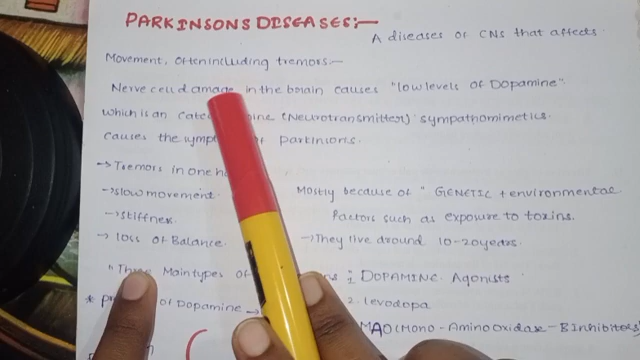 PARKINSONS DISEASES:-
A diseases of CNS that affects
Movement, Often including tremors.-
Nerve cell damage in the brain causes "low levels of Dopamine"
which is an (Neurotransmitter) sympathomimetics.
causes the of Parkinsons.
-> Tremors in one
-> slow movement.
Mostly because of "GENETIC + environmental
-> stiffness.
Factors such as exposure to toxins.
-> loss of Balance.
-> They live around 10-20years.
"Three Main types of : DOPAMINE Agonists
* of Dopamine ->
2. levodopa
MAO (Mono-Amino oxidase-B Inhibitors)